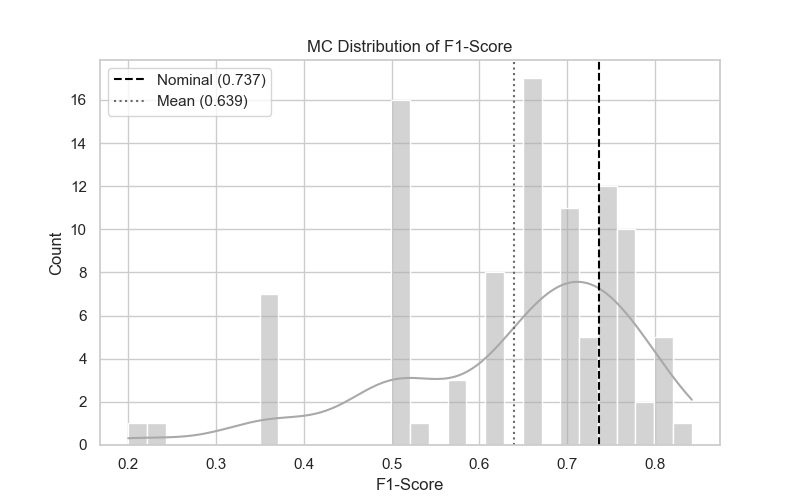 MC Distribution of F1-Score
Nominal (0.737)
Mean (0.639)
Count
16
14
12
10
8
6
4
2
0
0.2 0.3 0.4 0.5 0.6 0.7 0.8
F1-Score